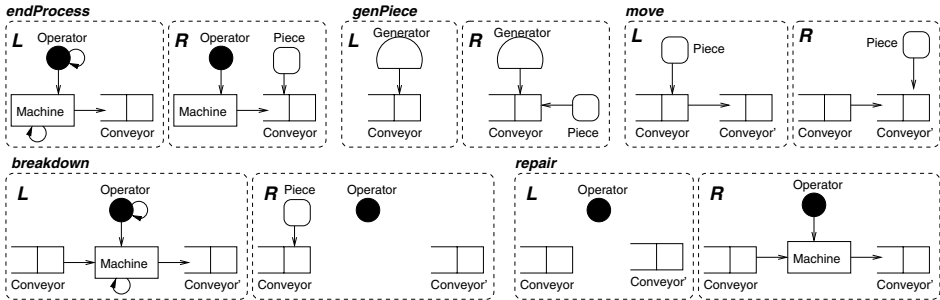 endProcess
L
Operator
Machine
Conveyor
R
Operator
Piece
Machine
Conveyor
genPiece
L
Generator
Conveyor
R
Generator
Conveyor
Piece
move
L
Piece
Conveyor
Conveyor'
R
Piece
Conveyor
Conveyor'
breakdown
L
Operator
Machine
Conveyor
Conveyor'
R
Piece
Operator
Conveyor
Conveyor'
repair
L
Operator
Conveyor
Conveyor'
R
Operator
Machine
Conveyor
Conveyor'